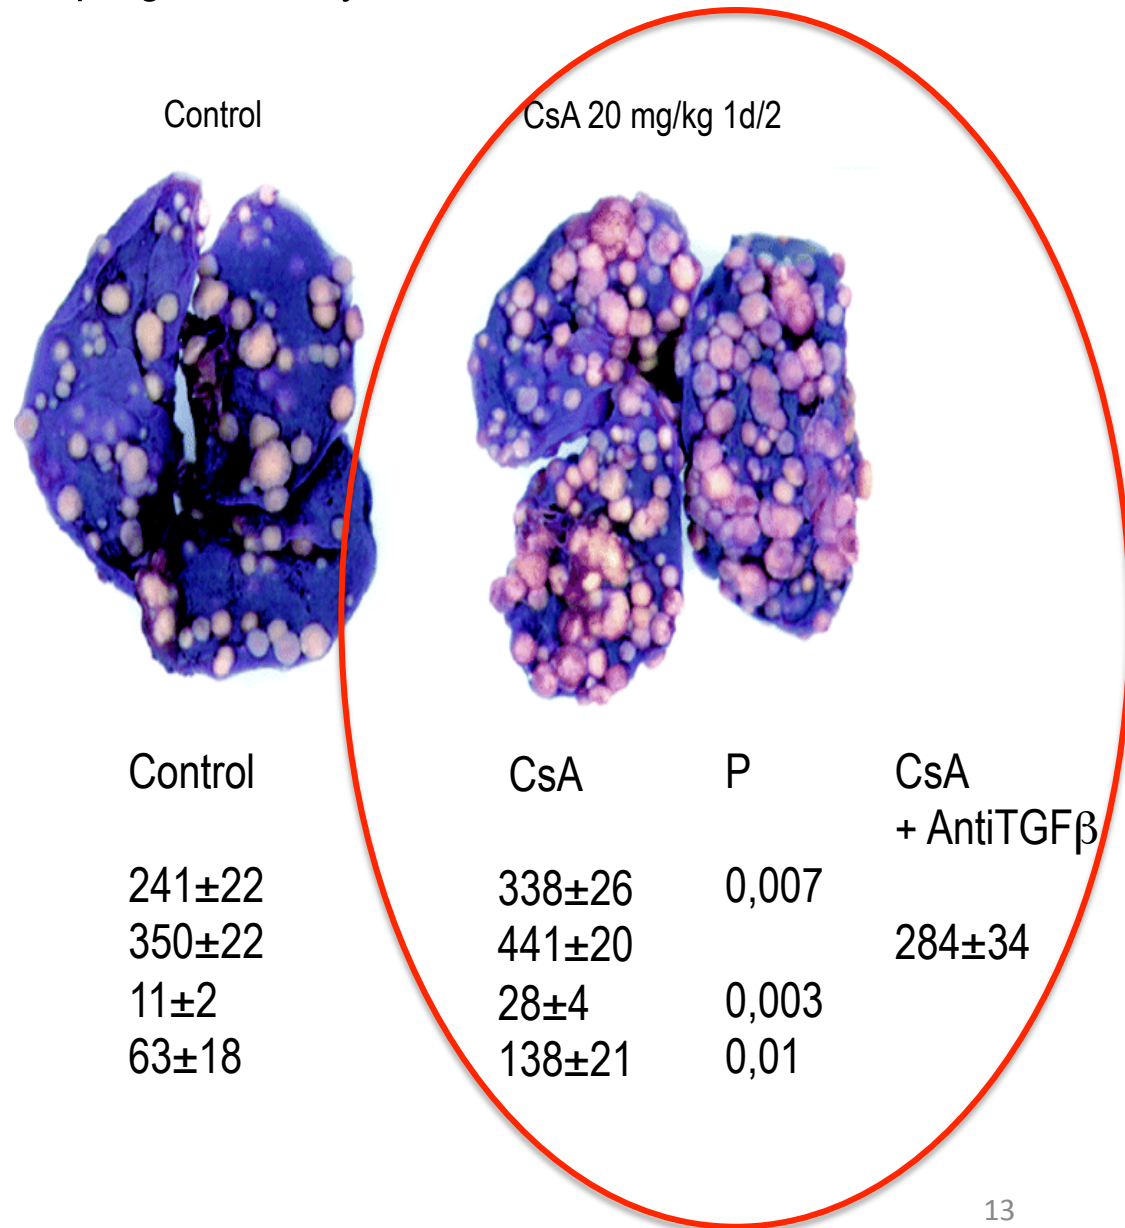 Control CsA 20 mg/kg 1d/2
Control CsA P CsA
+ AntiTGFβ
241±22 338±26 0,007
350±22 441±20 284±34
11±2 28±4 0,003
63±18 138±21 0,01
13